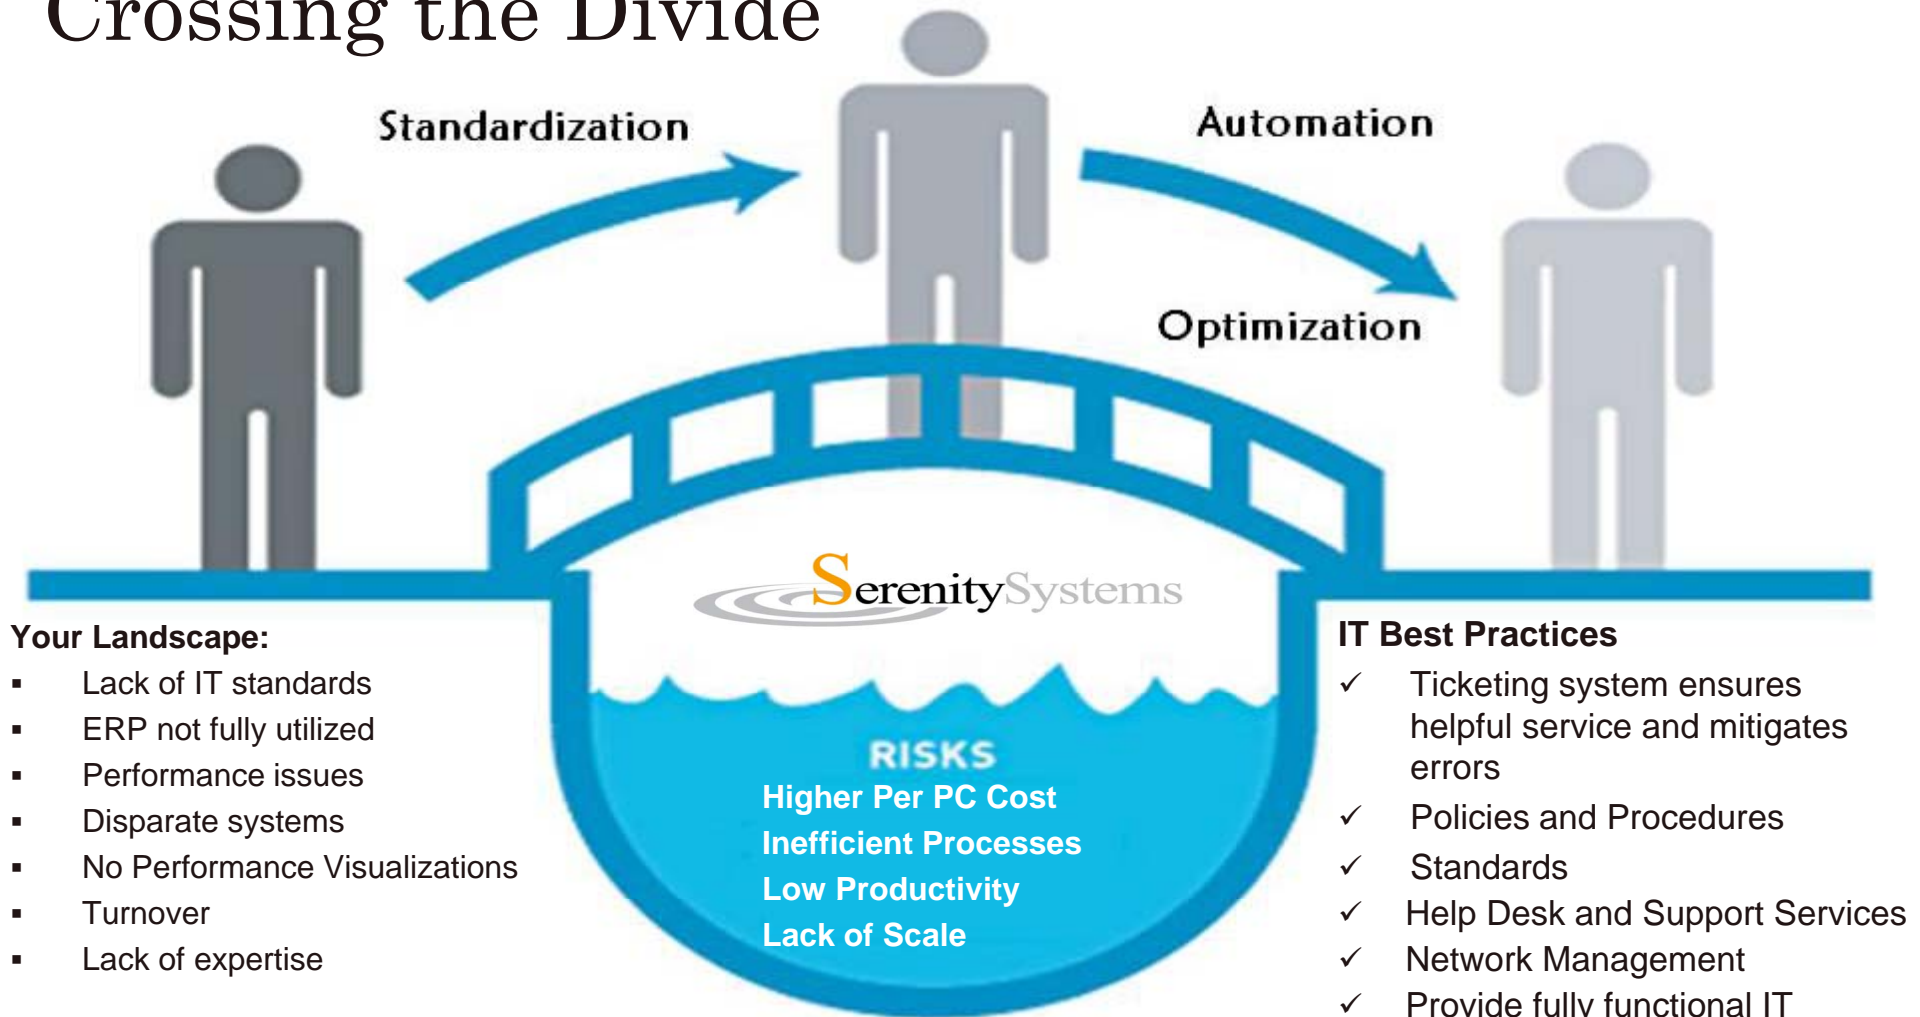 Crossing the Divide
Standardization
Automation
Optimization
SerenitySystems
Your Landscape:
▪ Lack of IT standards
▪ ERP not fully utilized
▪ Performance issues
▪ Disparate systems
▪ No Performance Visualizations
▪ Turnover
▪ Lack of expertise
RISKS
Higher Per PC Cost
Inefficient Processes
Low Productivity
Lack of Scale
IT Best Practices
✓ Ticketing system ensures
helpful service and mitigates
errors
✓ Policies and Procedures
✓ Standards
✓ Help Desk and Support Services
✓ Network Management
✓ Provide fully functional IT